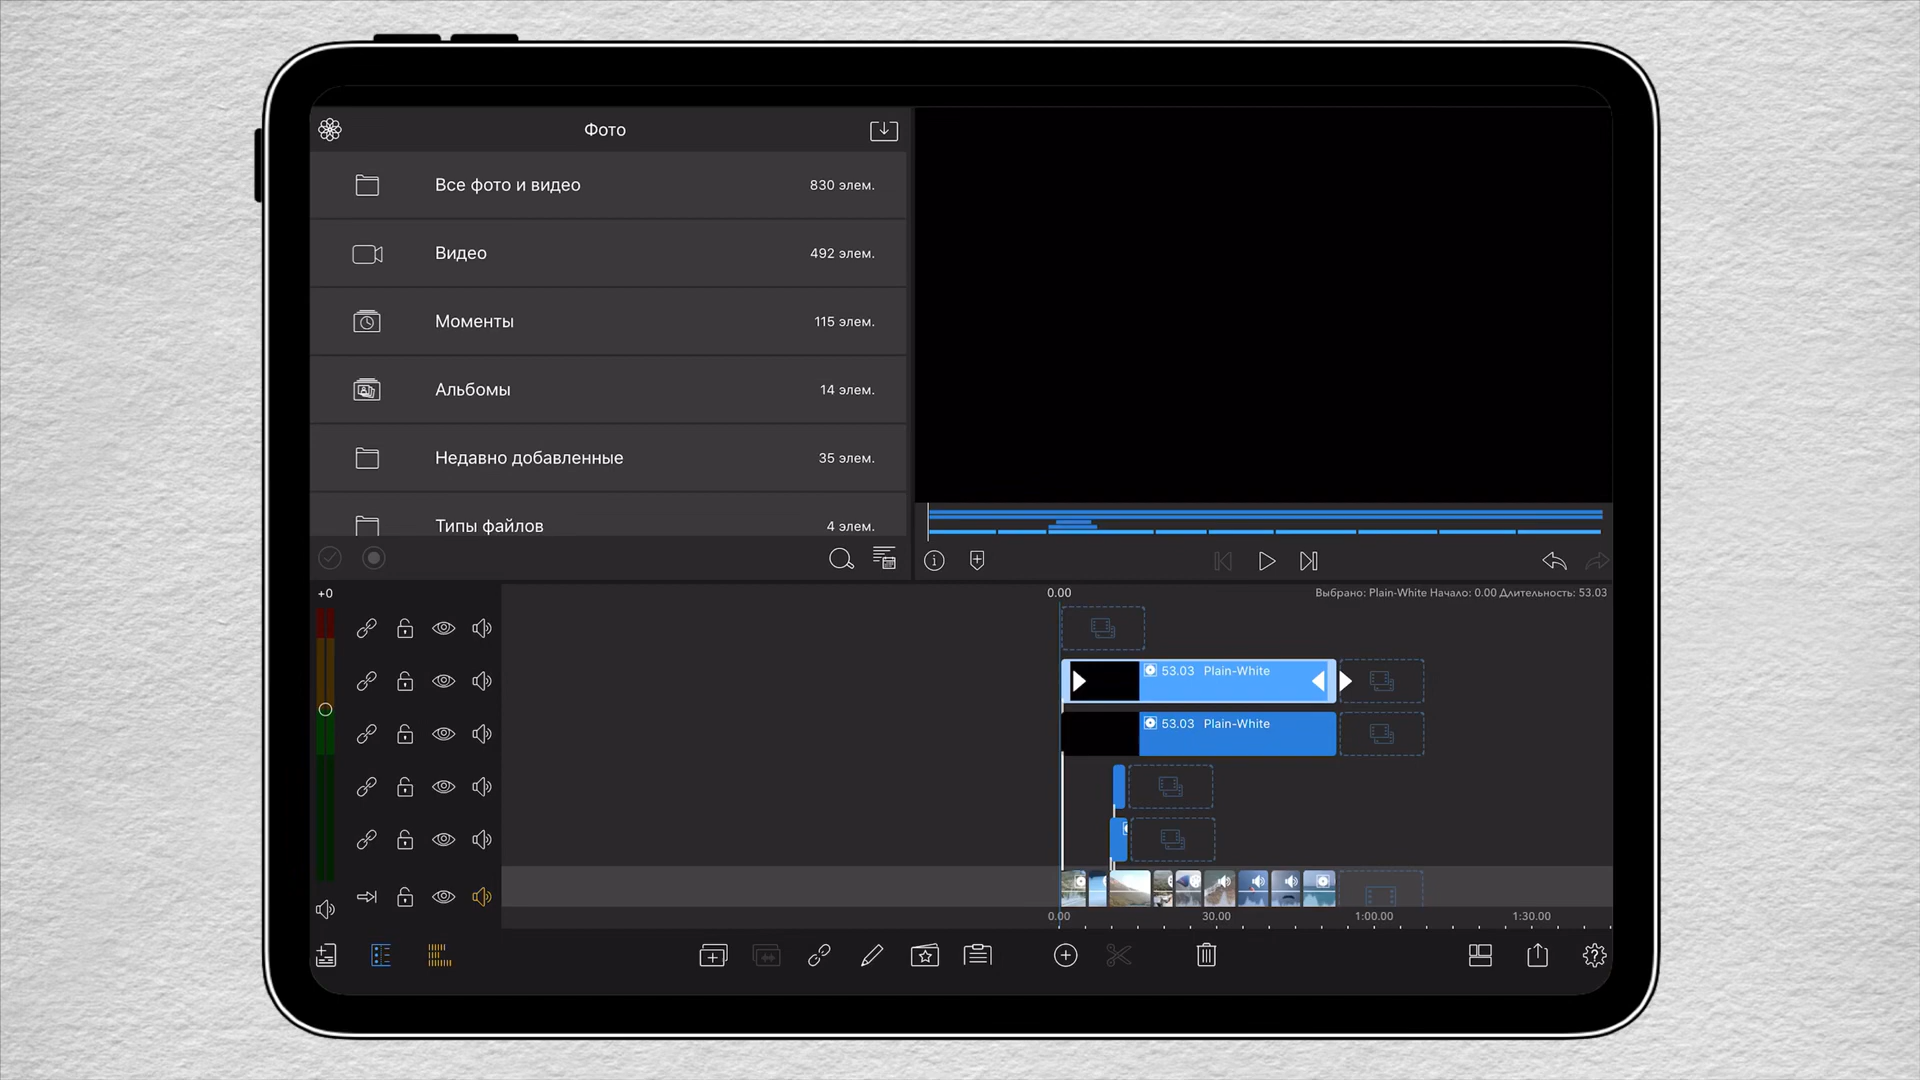 Фото
Все фото и видео 830 элем.
Видео 492 элем.
Моменты 115 элем.
Альбомы 14 элем.
Недавно добавленные 35 элем.
Типы файлов 4 элем.
+0
0.00
Выбрано: Plain-White Начало: 0.00 Длительность: 53.03
53.03 Plain-White
53.03 Plain-White
0.00 30.00 1:00.00 1:30.00